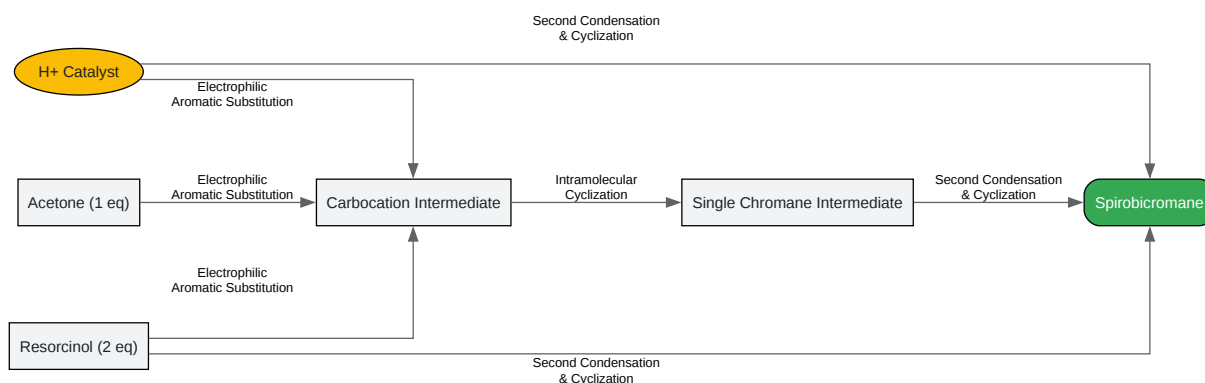 Second Condensation
& Cyclization
H+ Catalyst
Electrophilic
Aromatic Substitution
Electrophilic
Aromatic Substitution
Intramolecular
Cyclization
Second Condensation
& Cyclization
Acetone (1 eq)
Carbocation Intermediate
Single Chromane Intermediate
Spirobicromane
Electrophilic
Aromatic Substitution
Resorcinol (2 eq)
Second Condensation
& Cyclization